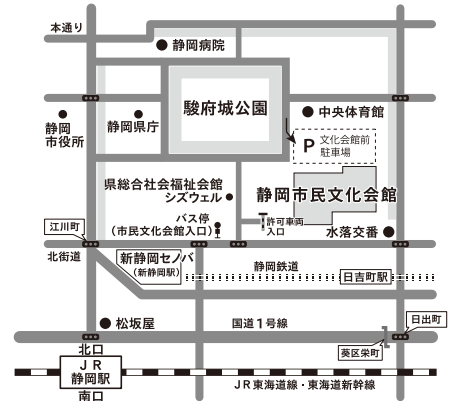 本通り
静岡病院
駿府城公園
中央体育館
静岡
市役所
静岡県庁
P 文化会館前
駐車場
県総合社会福祉会館
シズウェル
静岡市民文化会館
バス停
(市民文化会館入口)
許可車両
入口
水落交番
江川町
北街道
新静岡セノバ
(新静岡駅)
静岡鉄道
日吉町駅
松坂屋
国道1号線
日出町
葵区栄町
北口
JR
静岡駅
南口
JR東海道線・東海道新幹線